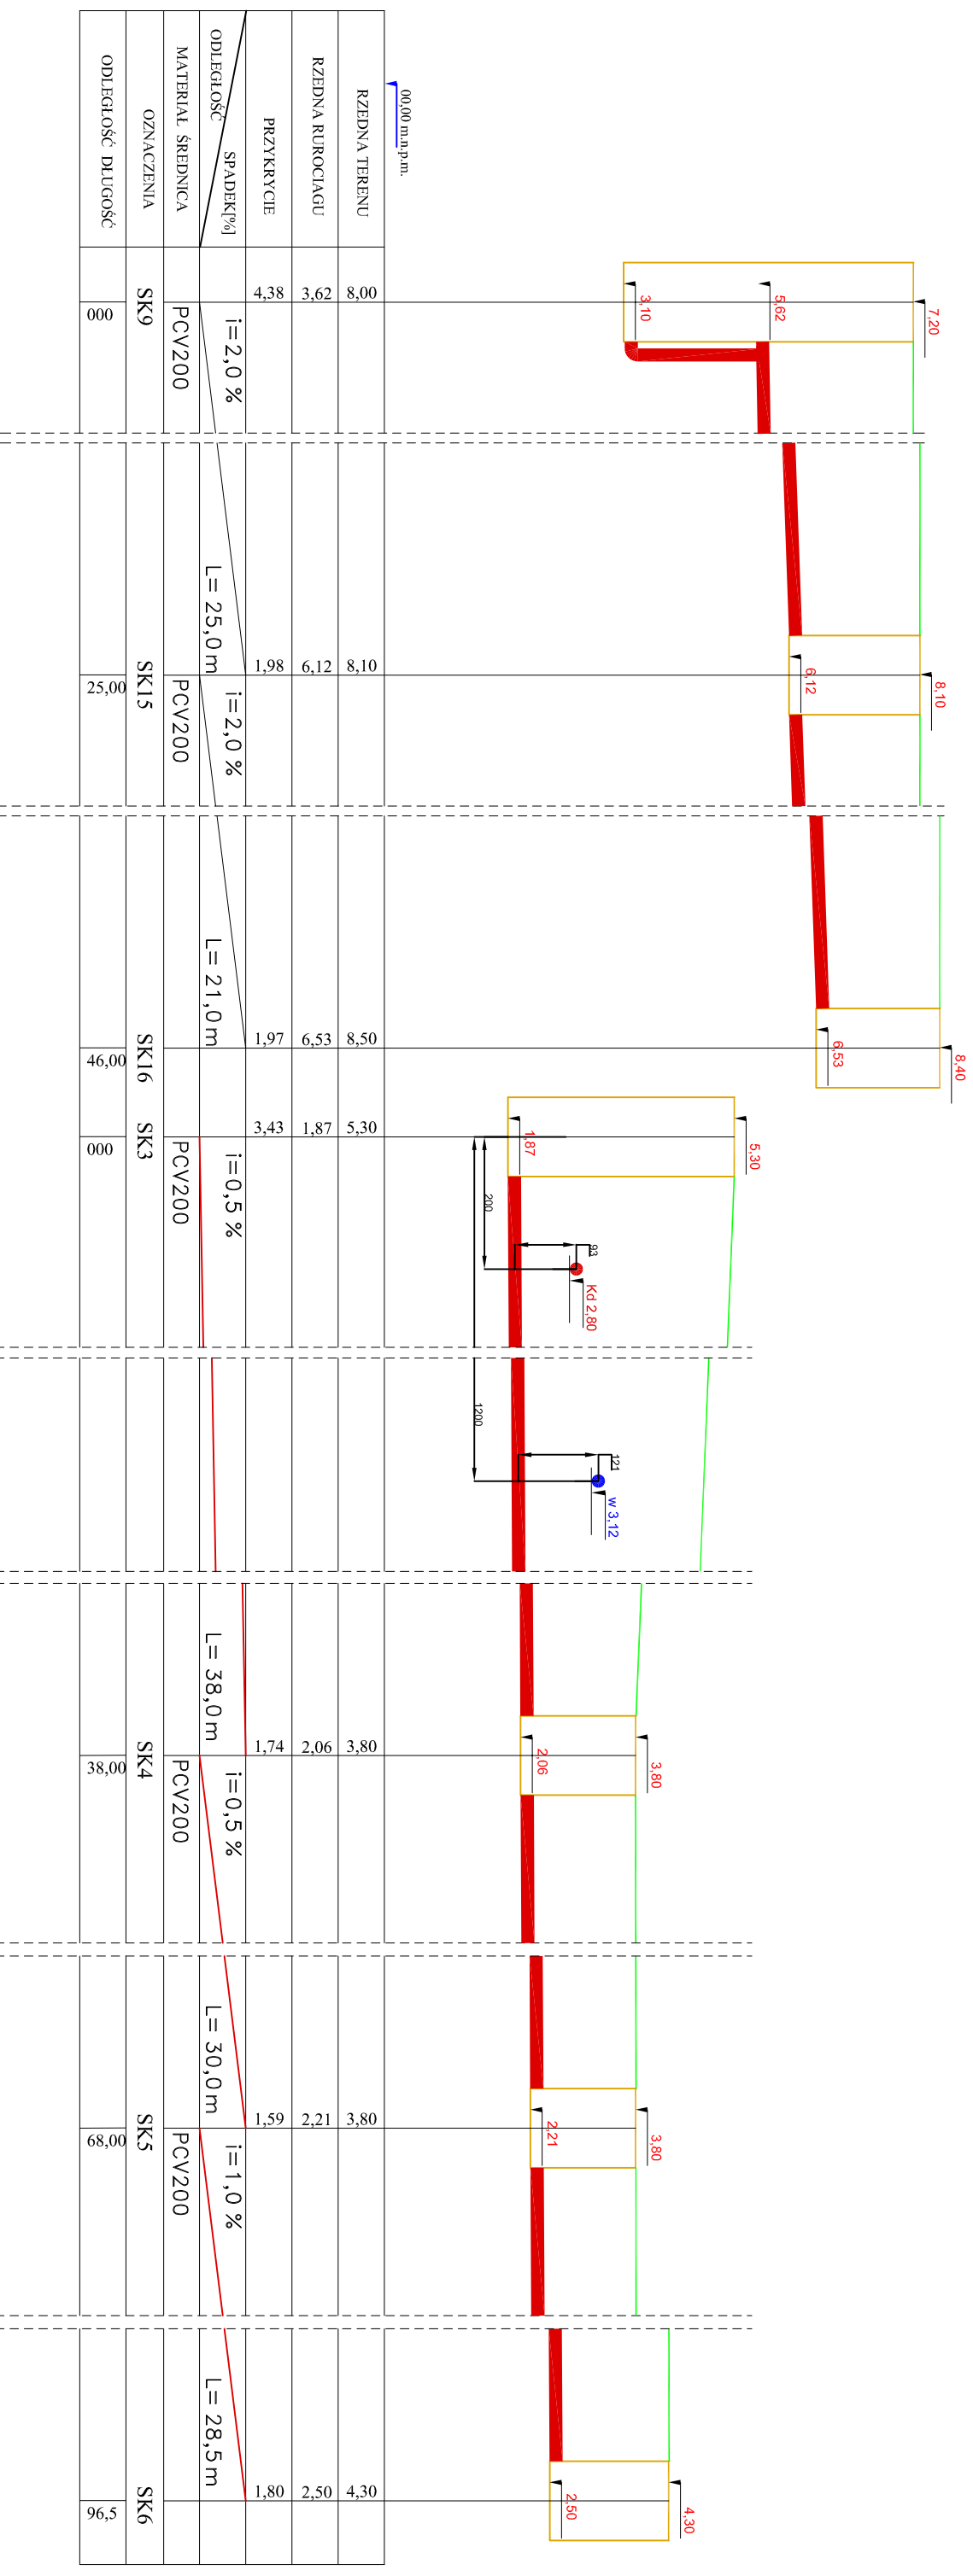 00,00 m.n.p.m.
RZEDNA TERENU
8,00
8,10
8,50
5,30
3,80
3,80
4,30
RZEDNA RUROCIAGU
3,62
6,12
6,53
1,87
2,06
2,21
2,50
PRZYKRYCIE
4,38
1,98
1,97
3,43
1,74
1,59
1,80
SPADEK[%]
ODLEGŁOŚĆ
i=2,0 %
L= 25,0m
i=2,0 %
L= 21,0m
i=0,5 %
L= 38,0m
i=0,5 %
L= 30,0m
i=1,0 %
L= 28,5m
MATERIAŁ ŚREDNICA
PCV200
PCV200
PCV200
PCV200
PCV200
OZNACZENIA
SK9
SK15
SK16
SK3
SK4
SK5
SK6
ODLEGŁOŚĆ DŁUGOŚĆ
000
25,00
46,00
000
38,00
68,00
96,5
7,20
5,62
3,10
8,10
6,12
8,40
6,53
5,30
1,87
200
93
Kd 2,80
1200
121
w 3,12
3,80
2,06
3,80
2,21
4,30
2,50